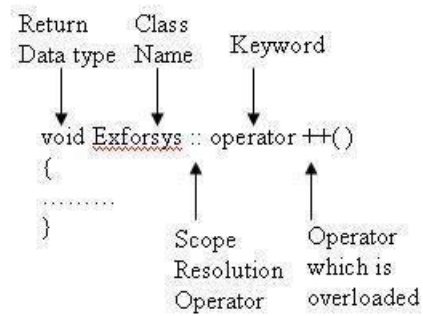 Return
Data type
Class
Name
Keyword
void Exforsys :: operator ++()
{
.........
}
Scope
Resolution
Operator
Operator
which is
overloaded